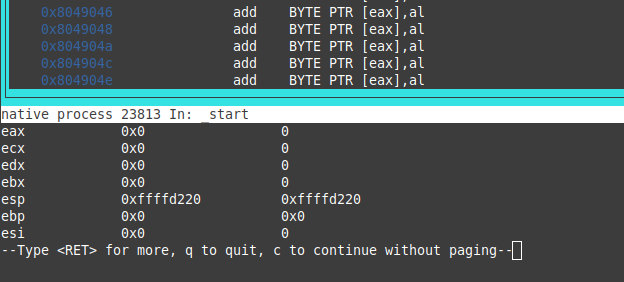 0x8049046 add BYTE PTR [eax],al
0x8049048 add BYTE PTR [eax],al
0x804904a add BYTE PTR [eax],al
0x804904c add BYTE PTR [eax],al
0x804904e add BYTE PTR [eax],al
native process 23813 In: _start
eax 0x0 0
ecx 0x0 0
edx 0x0 0
ebx 0x0 0
esp 0xffffd220 0xffffd220
ebp 0x0 0x0
esi 0x0 0
--Type <RET> for more, q to quit, c to continue without paging--